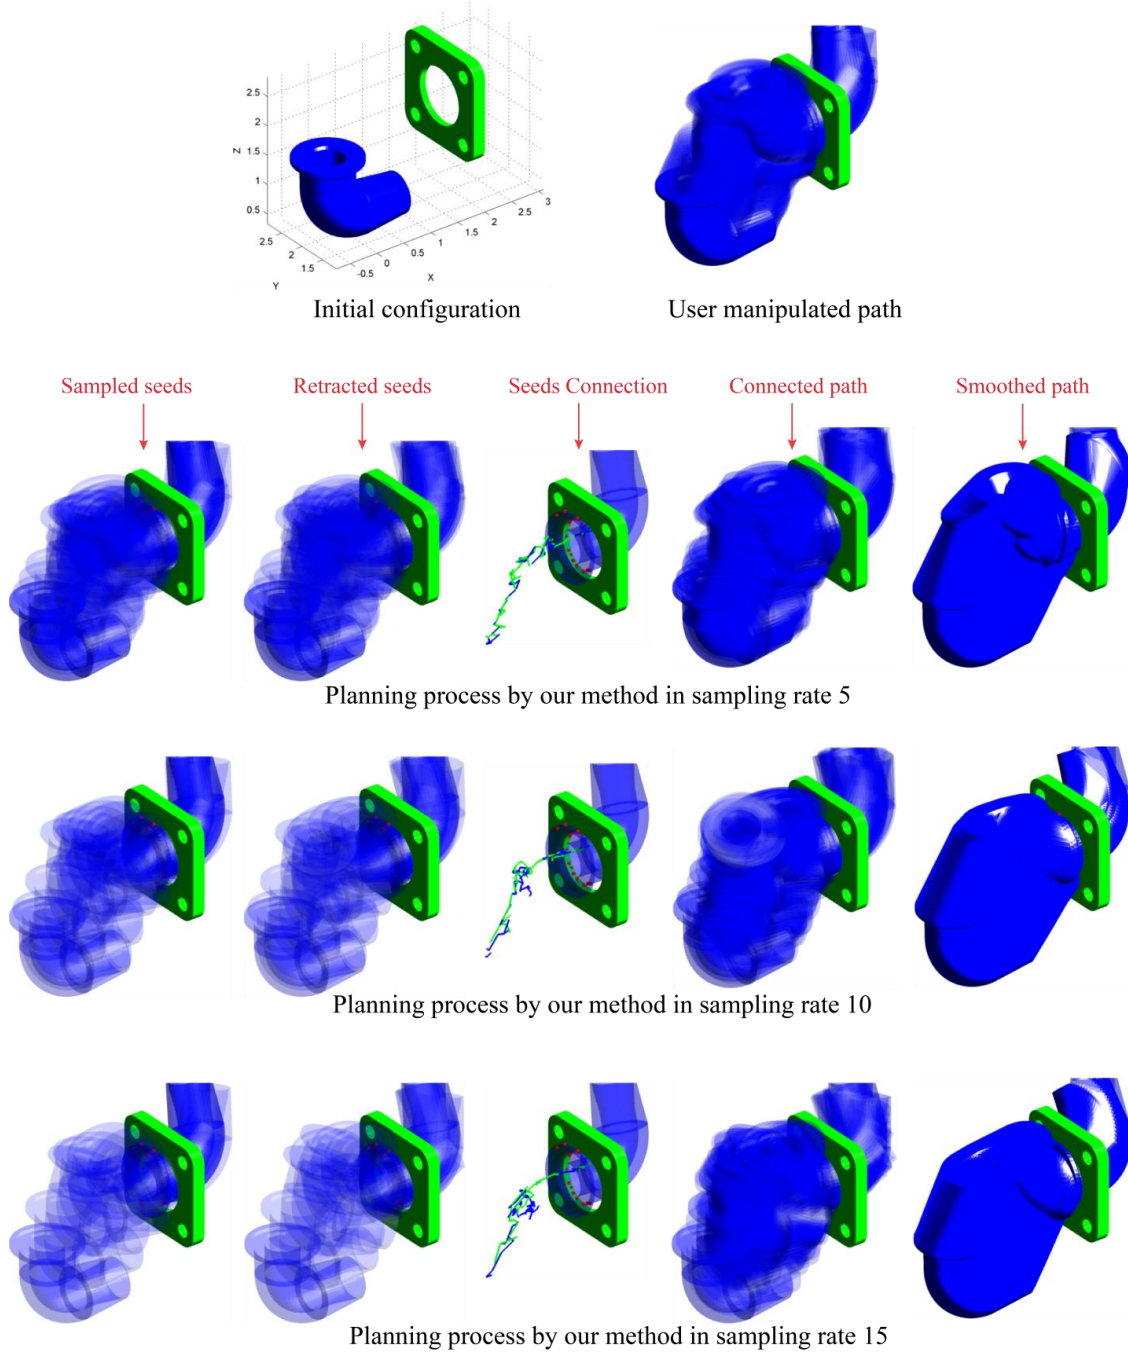 2.5
2
1.5
1
0.5
Z
2.5
2
1.5
Y
-0.5
0
0.5
1
1.5
2
2.5
3
X
Initial configuration
User manipulated path
Sampled seeds
Retracted seeds
Seeds Connection
Connected path
Smoothed path
Planning process by our method in sampling rate 5
Planning process by our method in sampling rate 10
Planning process by our method in sampling rate 15